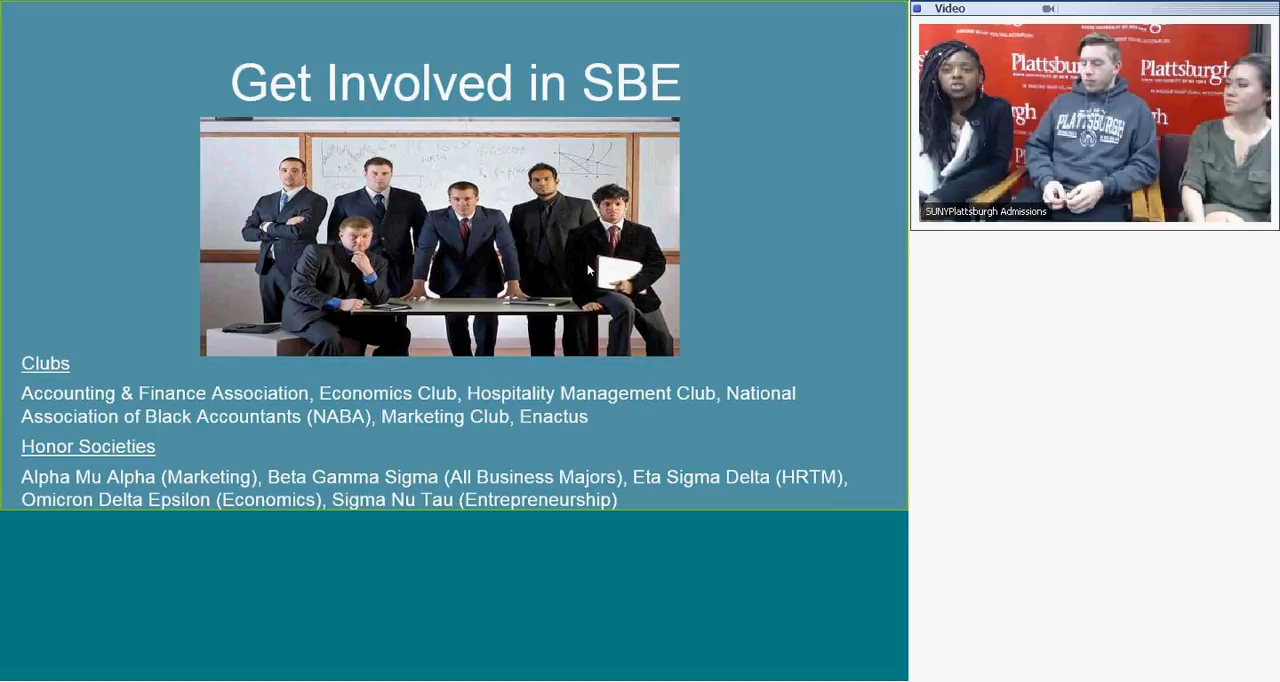 Get Involved in SBE
Clubs
Accounting & Finance Association, Economics Club, Hospitality Management Club, National
Association of Black Accountants (NABA), Marketing Club, Enactus
Honor Societies
Alpha Mu Alpha (Marketing), Beta Gamma Sigma (All Business Majors), Eta Sigma Delta (HRTM),
Omicron Delta Epsilon (Economics), Sigma Nu Tau (Entrepreneurship)
Video
Plattsburgh
Plattsburgh
PLATTSBURGH
SUNYPlattsburgh Admissions